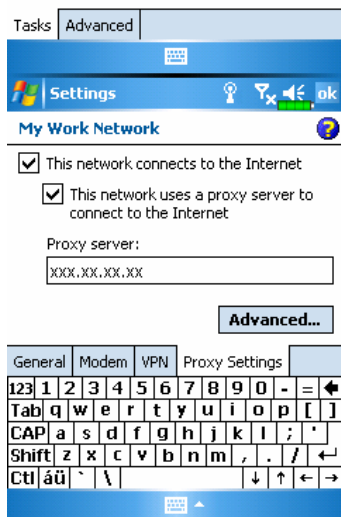 Tasks Advanced
Settings ok
My Work Network
This network connects to the Internet
This network uses a proxy server to
connect to the Internet
Proxy server:
xxx.xx.xx.xx
Advanced...
General Modem VPN Proxy Settings
123 1 2 3 4 5 6 7 8 9 0 - =
Tab q w e r t y u i o p [ ]
CAP a s d f g h j k l ; '
Shift z x c v b n m , . /
Ctl áü ` \